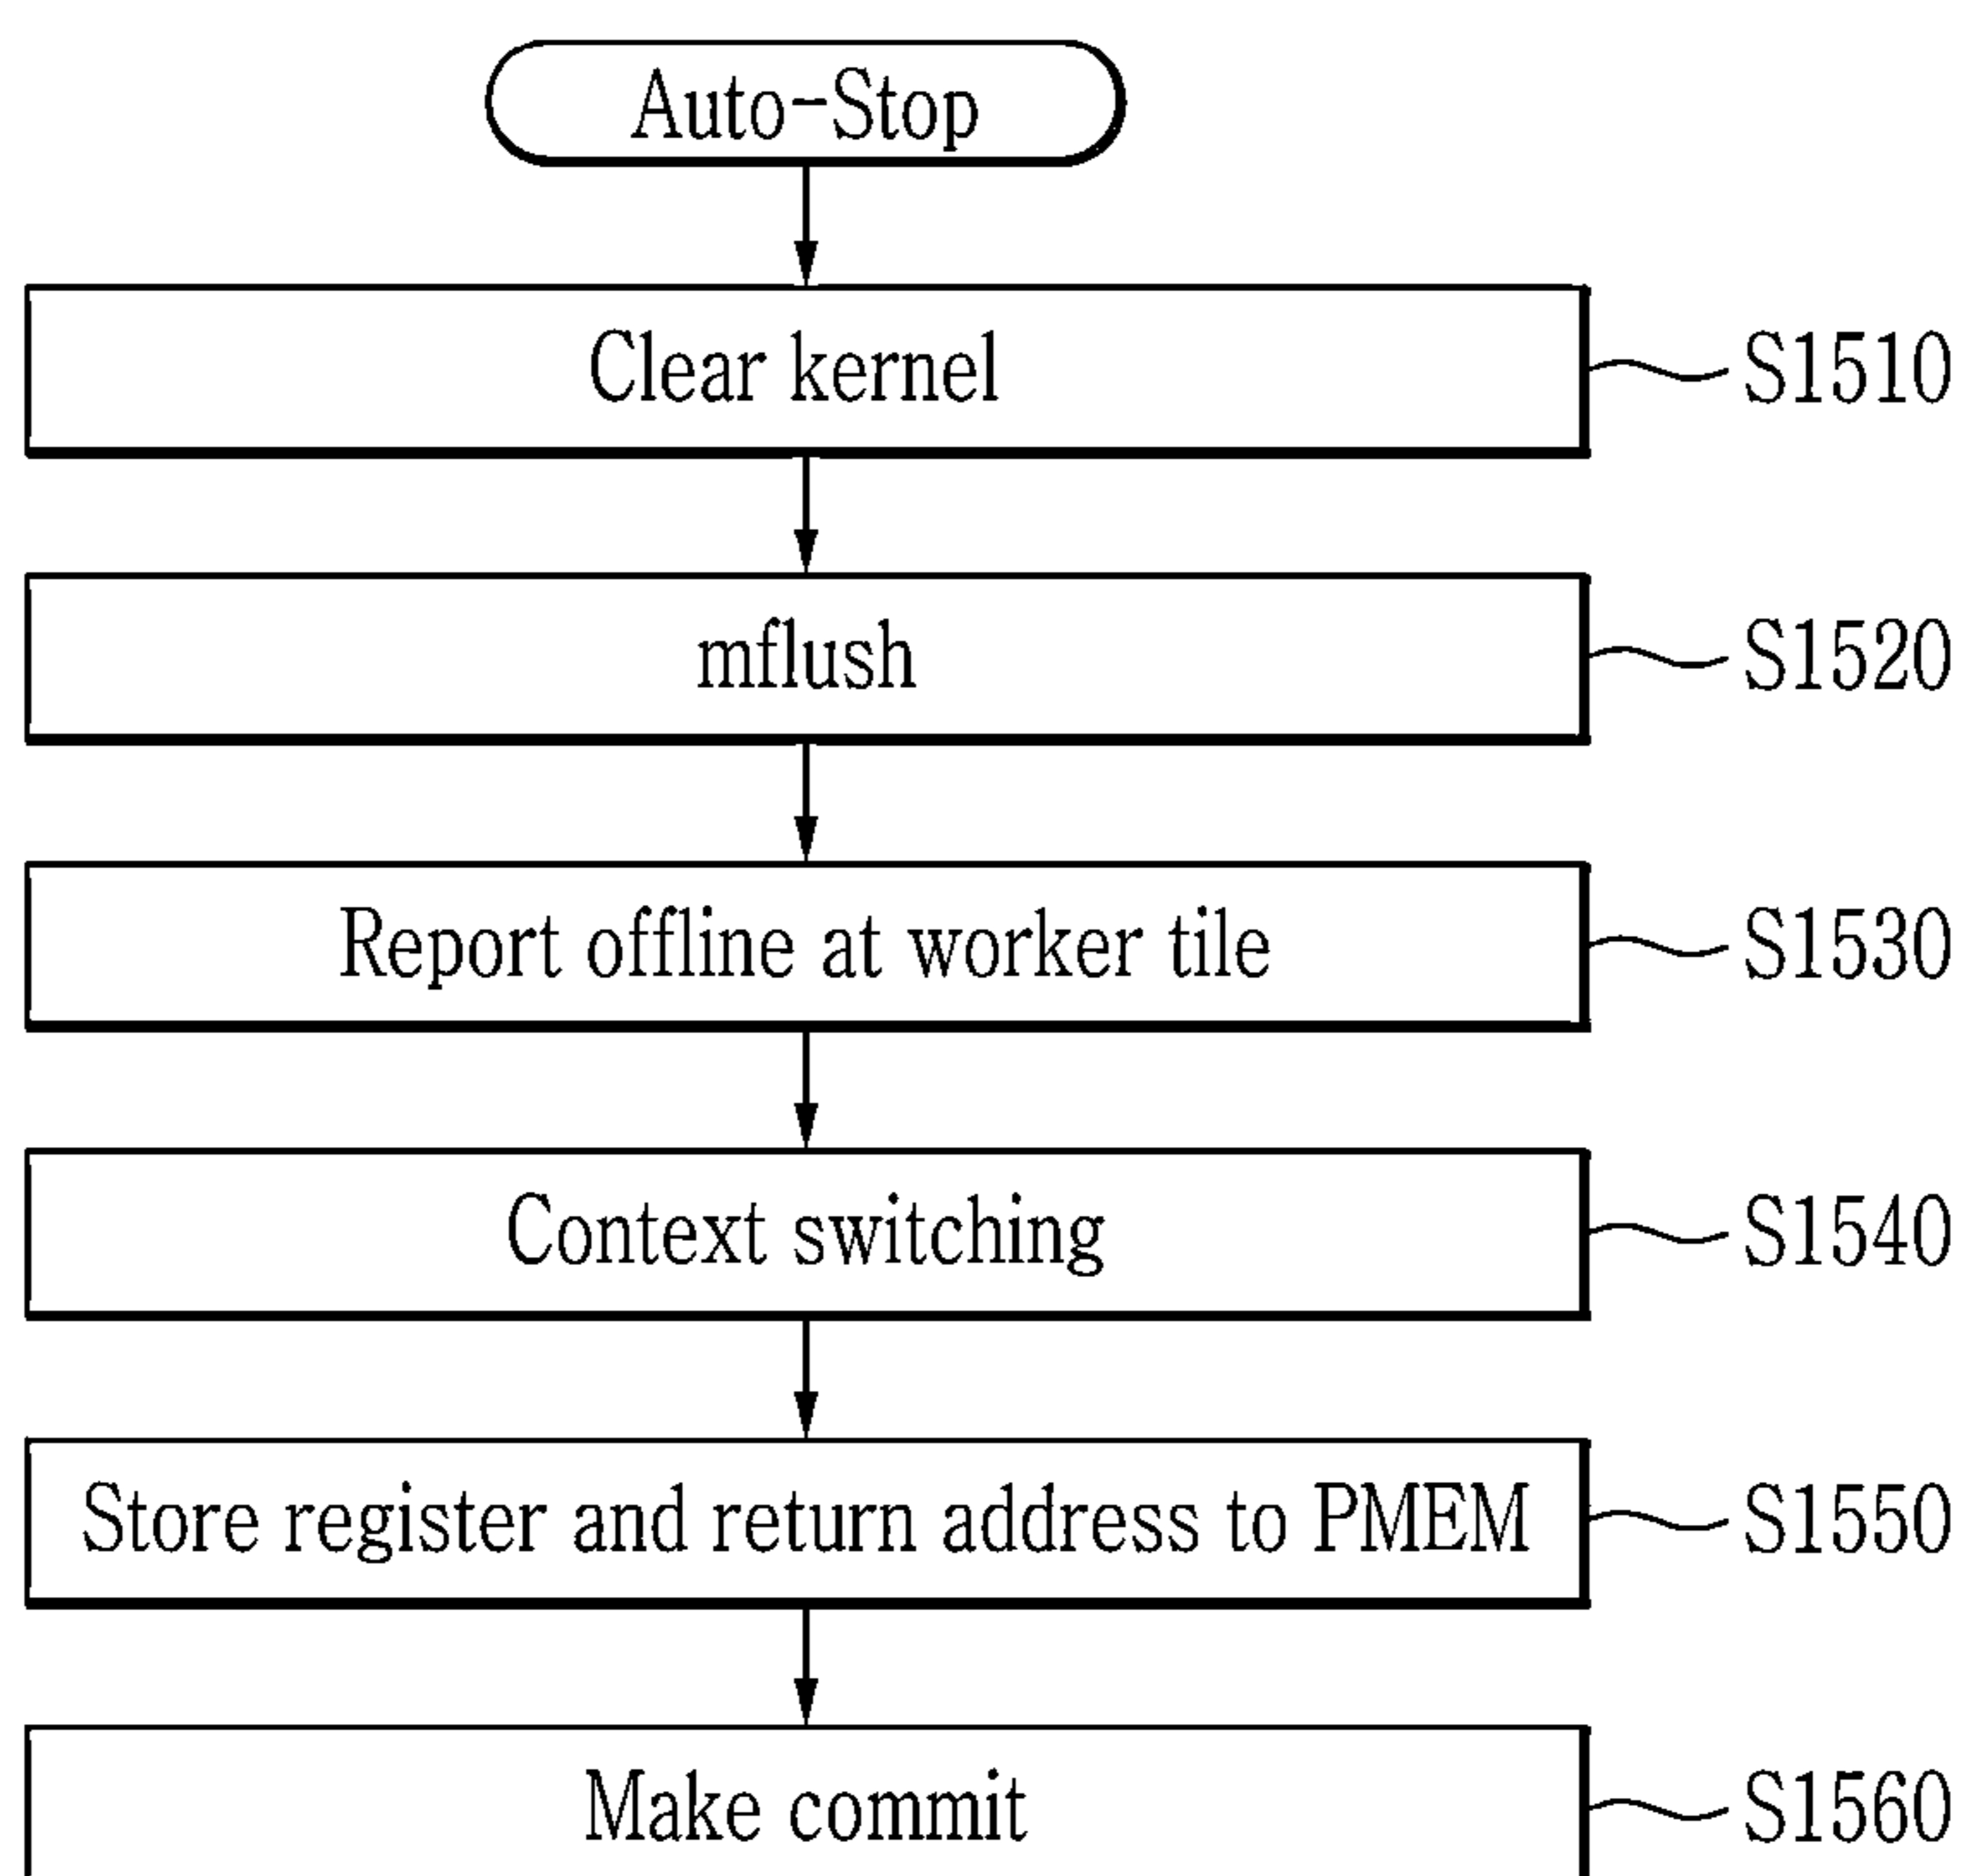 Auto-Stop
Clear kernel
S1510
mflush
S1520
Report offline at worker tile
S1530
Context switching
S1540
Store register and return address to PMEM
S1550
Make commit
S1560